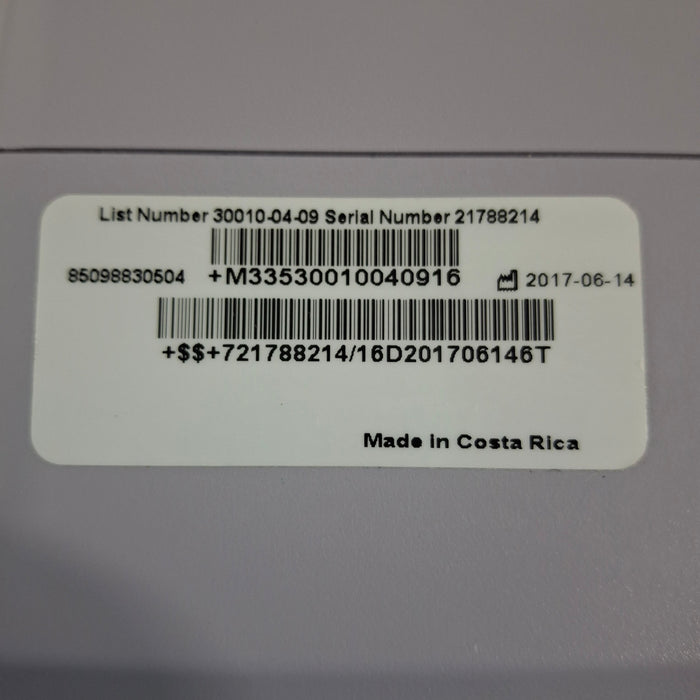 List Number 30010-04-09 Serial Number 21788214
85098830504 +M33530010040916 2017-06-14
+$$+721788214/16D201706146T
Made in Costa Rica